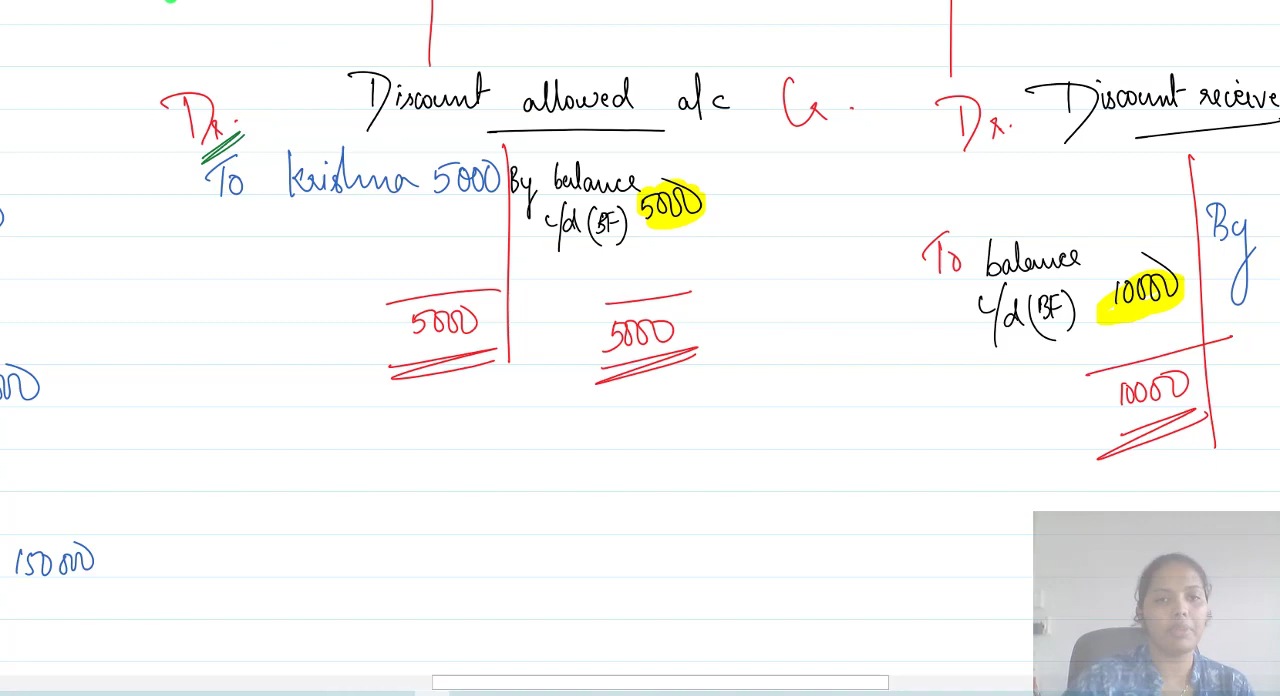 Discount allowed a/c
Dr.
Cr.
To krishna 5000
By balance
c/d (BF) 5000
5000
5000
Dr.
Discount receive
To balance
c/d (BF) 10000
By
10000
150000